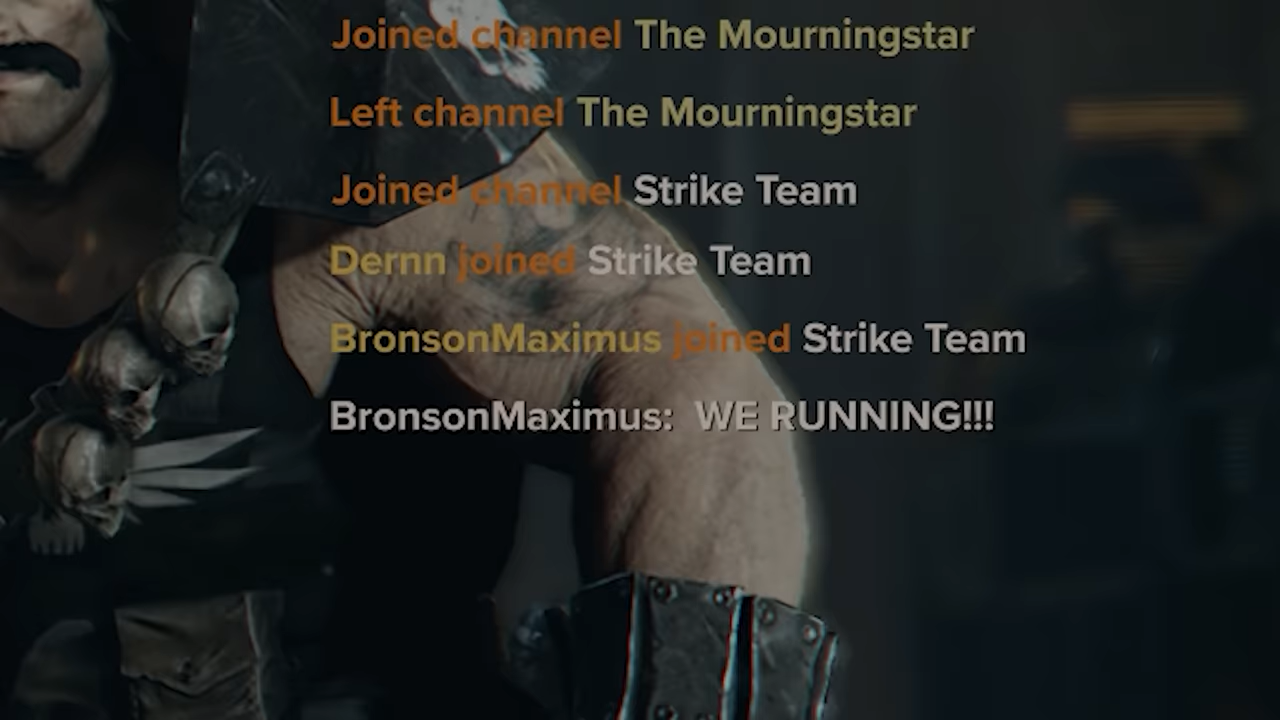 Joined channel The Mourningstar
Left channel The Mourningstar
Joined channel Strike Team
Dernn joined Strike Team
BronsonMaximus joined Strike Team
BronsonMaximus: WE RUNNING!!!